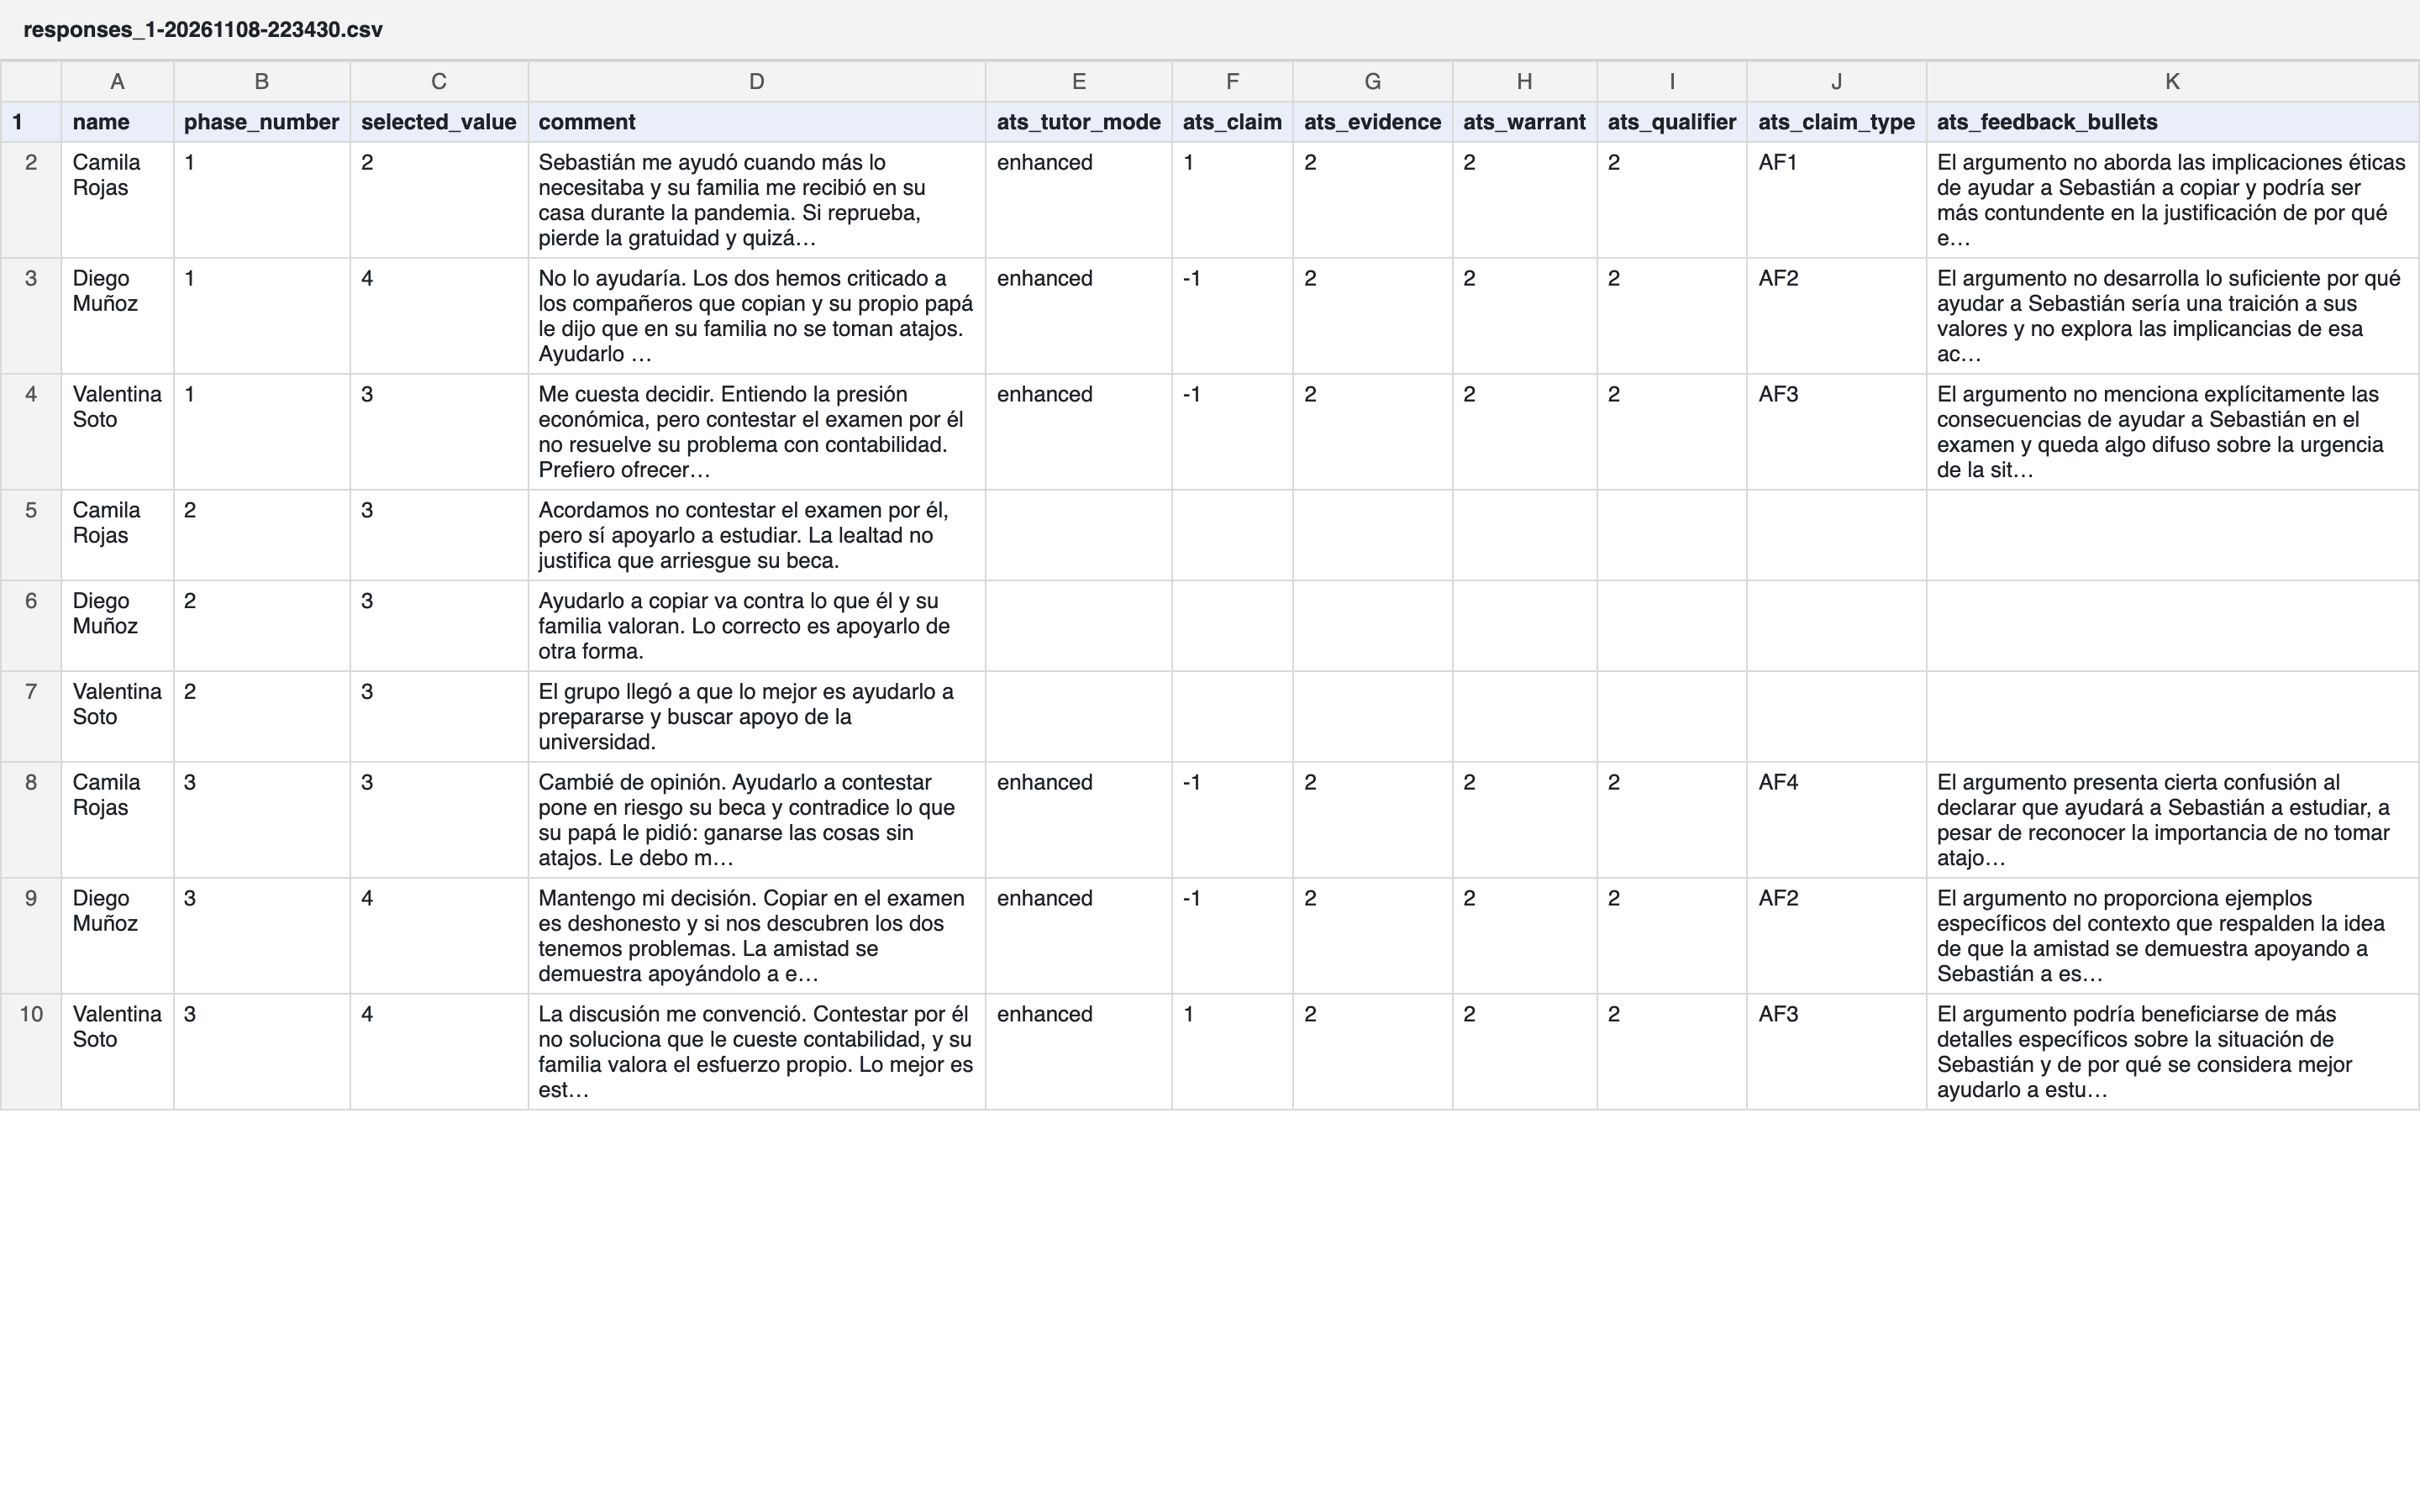 responses_1-20261108-223430.csv
A B C D E F G H I J K
1 name phase_number selected_value comment ats_tutor_mode ats_claim ats_evidence ats_warrant ats_qualifier ats_claim_type ats_feedback_bullets
2 Camila 1 2 Sebastián me ayudó cuando más lo enhanced 1 2 2 2 AF1 El argumento no aborda las implicaciones éticas
Rojas necesitaba y su familia me recibió en su de ayudar a Sebastián a copiar y podría ser
casa durante la pandemia. Si reprueba, más contundente en la justificación de por qué
pierde la gratuidad y quizá… e…
3 Diego 1 4 No lo ayudaría. Los dos hemos criticado a enhanced -1 2 2 2 AF2 El argumento no desarrolla lo suficiente por qué
Muñoz los compañeros que copian y su propio papá ayudar a Sebastián sería una traición a sus
le dijo que en su familia no se toman atajos. valores y no explora las implicancias de esa
Ayudarlo … ac…
4 Valentina 1 3 Me cuesta decidir. Entiendo la presión enhanced -1 2 2 2 AF3 El argumento no menciona explícitamente las
Soto económica, pero contestar el examen por él consecuencias de ayudar a Sebastián en el
no resuelve su problema con contabilidad. examen y queda algo difuso sobre la urgencia
Prefiero ofrecer… de la sit…
5 Camila 2 3 Acordamos no contestar el examen por él,
Rojas pero sí apoyarlo a estudiar. La lealtad no
justifica que arriesgue su beca.
6 Diego 2 3 Ayudarlo a copiar va contra lo que él y su
Muñoz familia valoran. Lo correcto es apoyarlo de
otra forma.
7 Valentina 2 3 El grupo llegó a que lo mejor es ayudarlo a
Soto prepararse y buscar apoyo de la
universidad.
8 Camila 3 3 Cambié de opinión. Ayudarlo a contestar enhanced -1 2 2 2 AF4 El argumento presenta cierta confusión al
Rojas pone en riesgo su beca y contradice lo que declarar que ayudará a Sebastián a estudiar, a
su papá le pidió: ganarse las cosas sin pesar de reconocer la importancia de no tomar
atajos. Le debo m… atajo…
9 Diego 3 4 Mantengo mi decisión. Copiar en el examen enhanced -1 2 2 2 AF2 El argumento no proporciona ejemplos
Muñoz es deshonesto y si nos descubren los dos específicos del contexto que respalden la idea
tenemos problemas. La amistad se de que la amistad se demuestra apoyando a
demuestra apoyándolo a e… Sebastián a es…
10 Valentina 3 4 La discusión me convenció. Contestar por él enhanced 1 2 2 2 AF3 El argumento podría beneficiarse de más
Soto no soluciona que le cueste contabilidad, y su detalles específicos sobre la situación de
familia valora el esfuerzo propio. Lo mejor es Sebastián y de por qué se considera mejor
est… ayudarlo a estu…